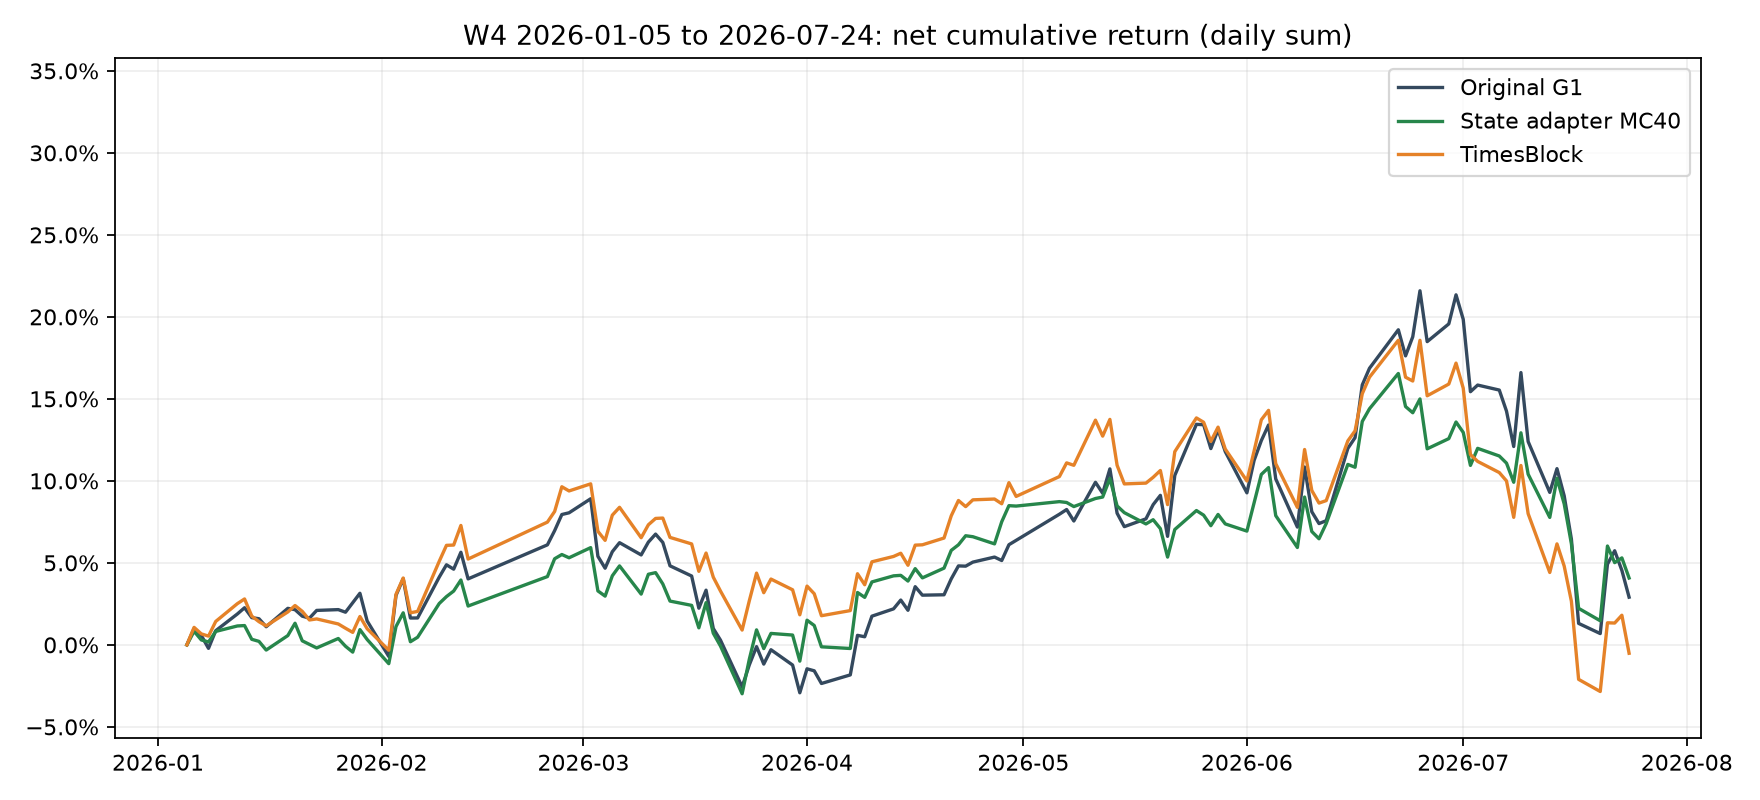 W4 2026-01-05 to 2026-07-24: net cumulative return (daily sum)
35.0%
30.0%
25.0%
20.0%
15.0%
10.0%
5.0%
0.0%
−5.0%
Original G1
State adapter MC40
TimesBlock
2026-01 2026-02 2026-03 2026-04 2026-05 2026-06 2026-07 2026-08